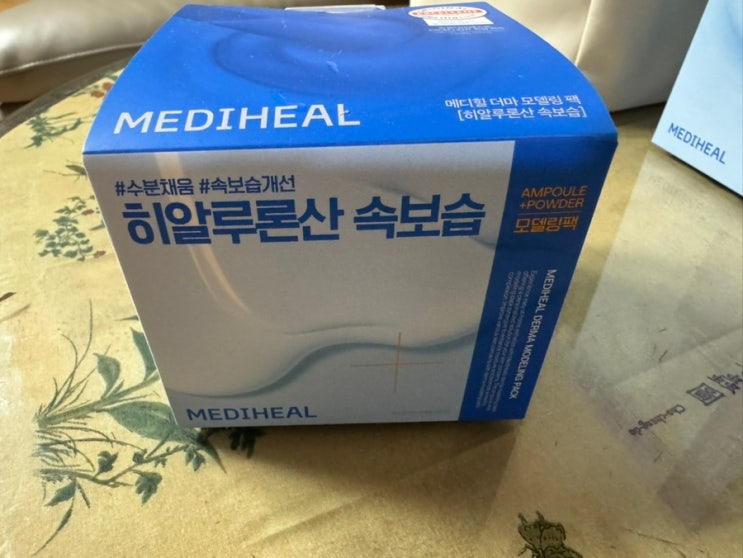 MEDIHEAL
메디힐 더마 모델링 팩
[히알루론산 속보습]
#수분채움 #속보습개선
히알루론산 속보습
AMPOULE
+POWDER
모델링팩
MEDIHEAL DERMA MODELING PACK
MEDIHEAL
MEDIHEAL